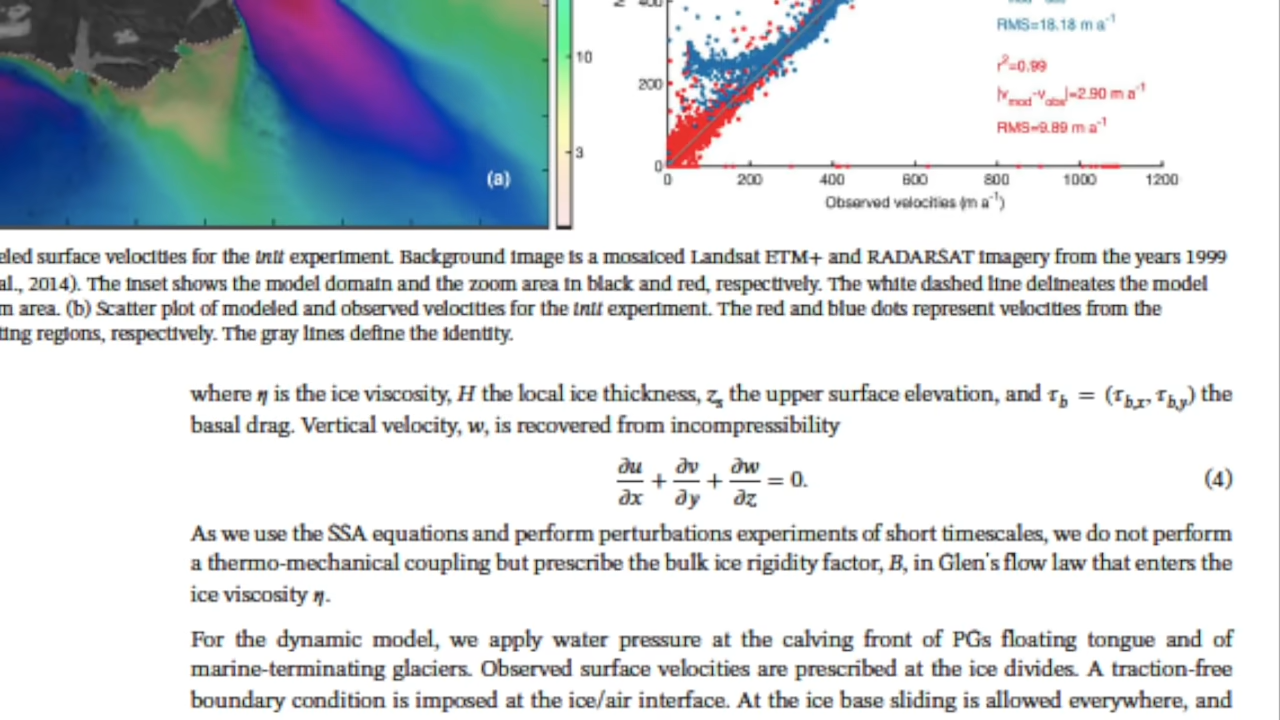 10
3
(a)
400
200
0
0 200 400 600 800 1000 1200
Observed velocities (m a⁻¹)
RMS=18.18 m a⁻¹
r²=0.99
|v_mod-v_obs|=2.90 m a⁻¹
RMS=9.89 m a⁻¹
eled surface velocities for the init experiment. Background image is a mosaiced Landsat ETM+ and RADARSAT imagery from the years 1999
al., 2014). The inset shows the model domain and the zoom area in black and red, respectively. The white dashed line delineates the model
m area. (b) Scatter plot of modeled and observed velocities for the init experiment. The red and blue dots represent velocities from the
ting regions, respectively. The gray lines define the identity.
where η is the ice viscosity, H the local ice thickness, z_s the upper surface elevation, and τ_b = (τ_b,x, τ_b,y) the
basal drag. Vertical velocity, w, is recovered from incompressibility
∂u/∂x + ∂v/∂y + ∂w/∂z = 0. (4)
As we use the SSA equations and perform perturbations experiments of short timescales, we do not perform
a thermo-mechanical coupling but prescribe the bulk ice rigidity factor, B, in Glen's flow law that enters the
ice viscosity η.
For the dynamic model, we apply water pressure at the calving front of PGs floating tongue and of
marine-terminating glaciers. Observed surface velocities are prescribed at the ice divides. A traction-free
boundary condition is imposed at the ice/air interface. At the ice base sliding is allowed everywhere, and